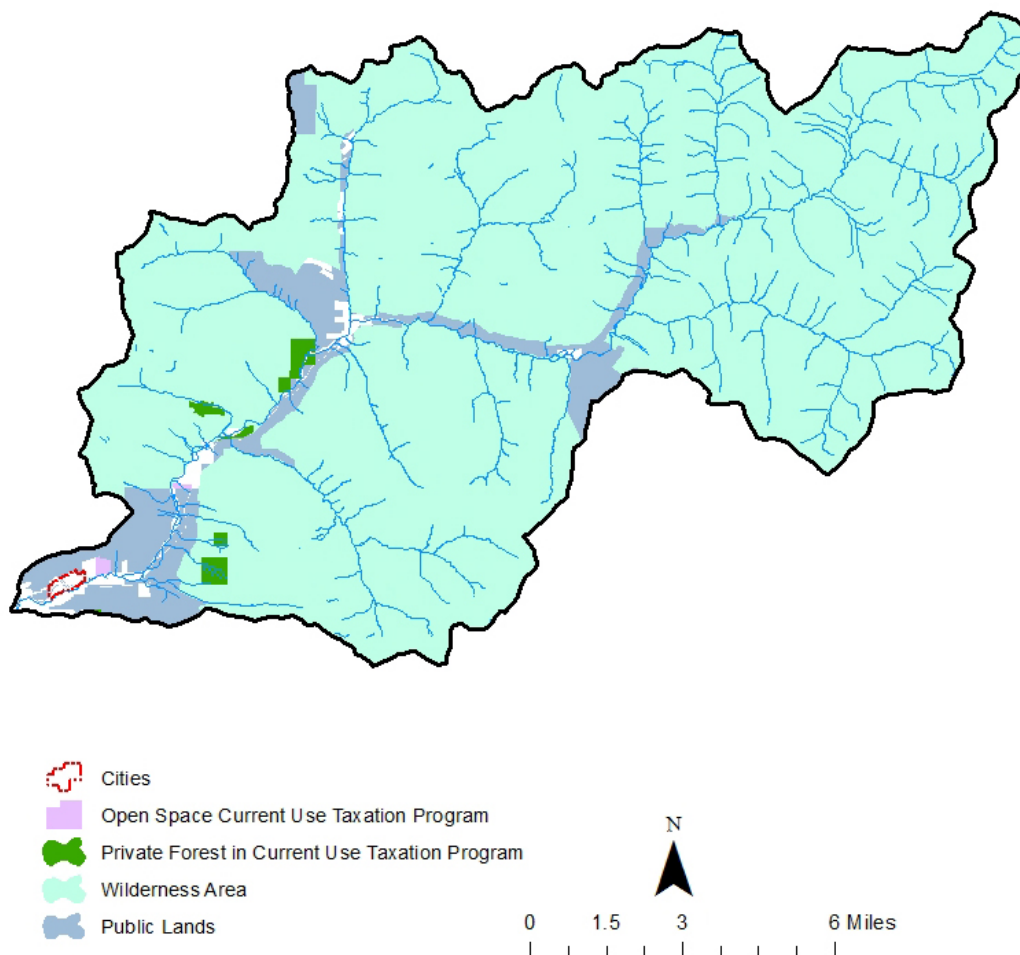 Cities
Open Space Current Use Taxation Program
Private Forest in Current Use Taxation Program
Wilderness Area
Public Lands
N
0 1.5 3 6 Miles